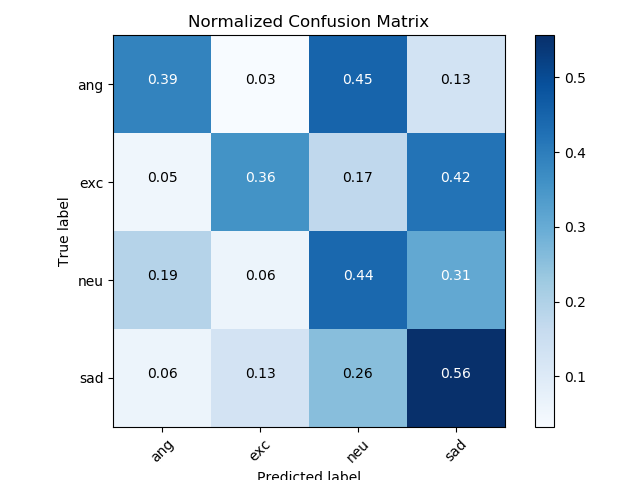 Normalized Confusion Matrix
True label
ang 0.39 0.03 0.45 0.13
exc 0.05 0.36 0.17 0.42
neu 0.19 0.06 0.44 0.31
sad 0.06 0.13 0.26 0.56
ang exc neu sad
Predicted label
0.5
0.4
0.3
0.2
0.1